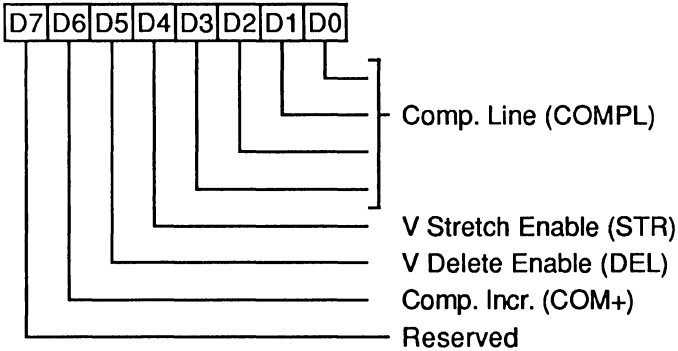 D7 D6 D5 D4 D3 D2 D1 D0
Comp. Line (COMPL)
V Stretch Enable (STR)
V Delete Enable (DEL)
Comp. Incr. (COM+)
Reserved